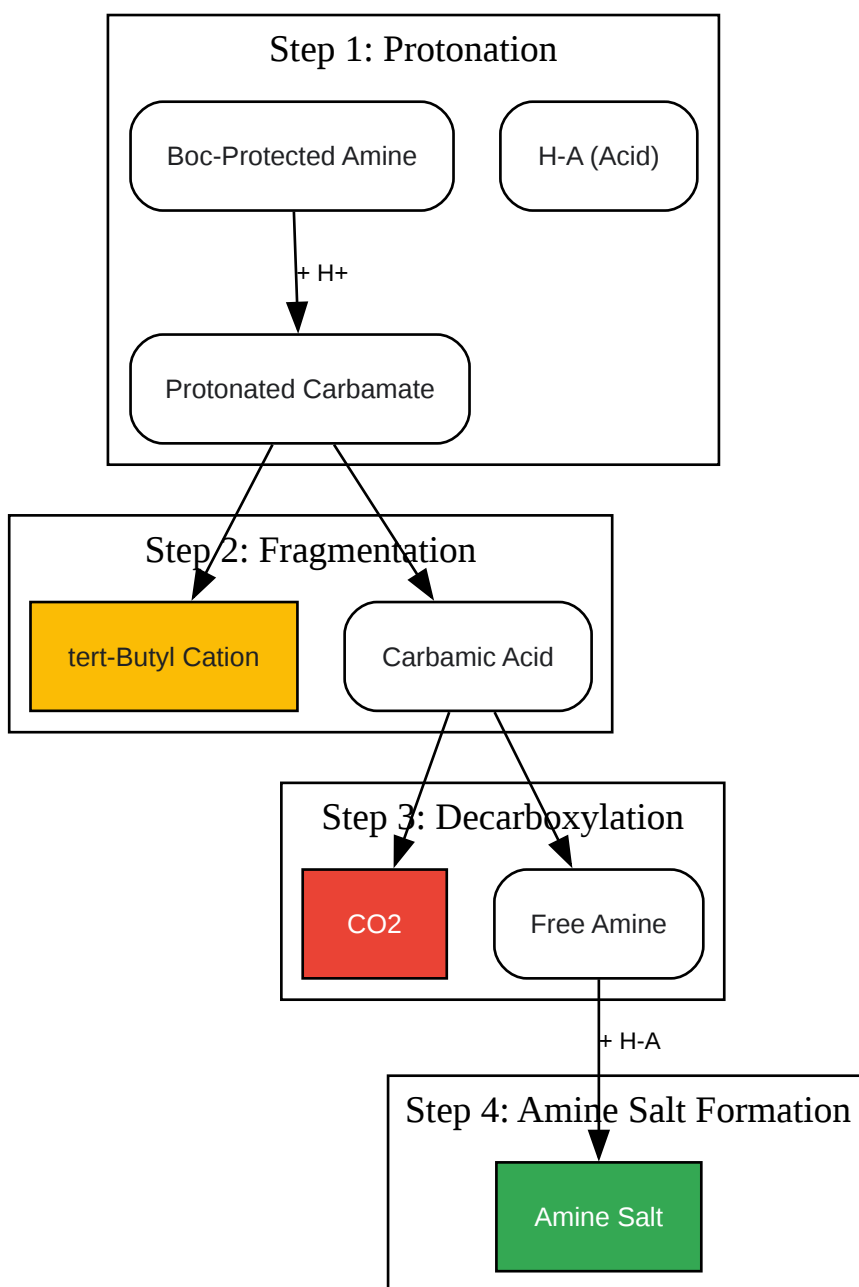 Step 1: Protonation
Boc-Protected Amine
H-A (Acid)
+ H+
Protonated Carbamate
Step 2: Fragmentation
tert-Butyl Cation
Carbamic Acid
Step 3: Decarboxylation
CO2
Free Amine
+ H-A
Step 4: Amine Salt Formation
Amine Salt